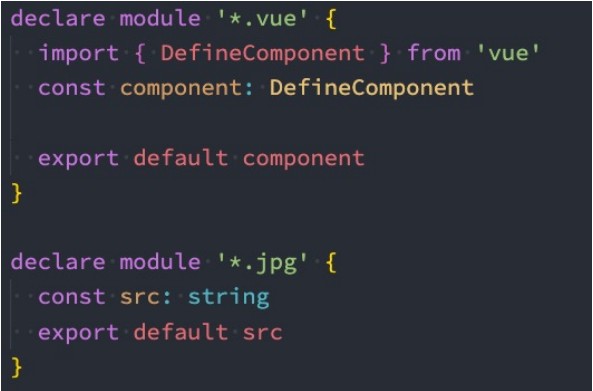 declare module '*.vue' {
  import { DefineComponent } from 'vue'
  const component: DefineComponent

  export default component
}

declare module '*.jpg' {
  const src: string
  export default src
}